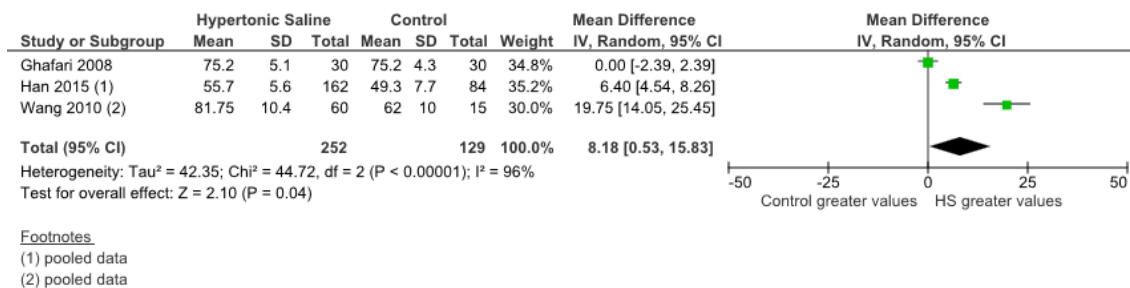 Hypertonic Saline Control Mean Difference Mean Difference
Study or Subgroup Mean SD Total Mean SD Total Weight IV, Random, 95% CI IV, Random, 95% CI
Ghafari 2008 75.2 5.1 30 75.2 4.3 30 34.8% 0.00 [-2.39, 2.39]
Han 2015 (1) 55.7 5.6 162 49.3 7.7 84 35.2% 6.40 [4.54, 8.26]
Wang 2010 (2) 81.75 10.4 60 62 10 15 30.0% 19.75 [14.05, 25.45]
Total (95% CI) 252 129 100.0% 8.18 [0.53, 15.83]
Heterogeneity: Tau² = 42.35; Chi² = 44.72, df = 2 (P < 0.00001); I² = 96%
Test for overall effect: Z = 2.10 (P = 0.04)
-50 -25 0 25 50
Control greater values HS greater values
Footnotes
(1) pooled data
(2) pooled data